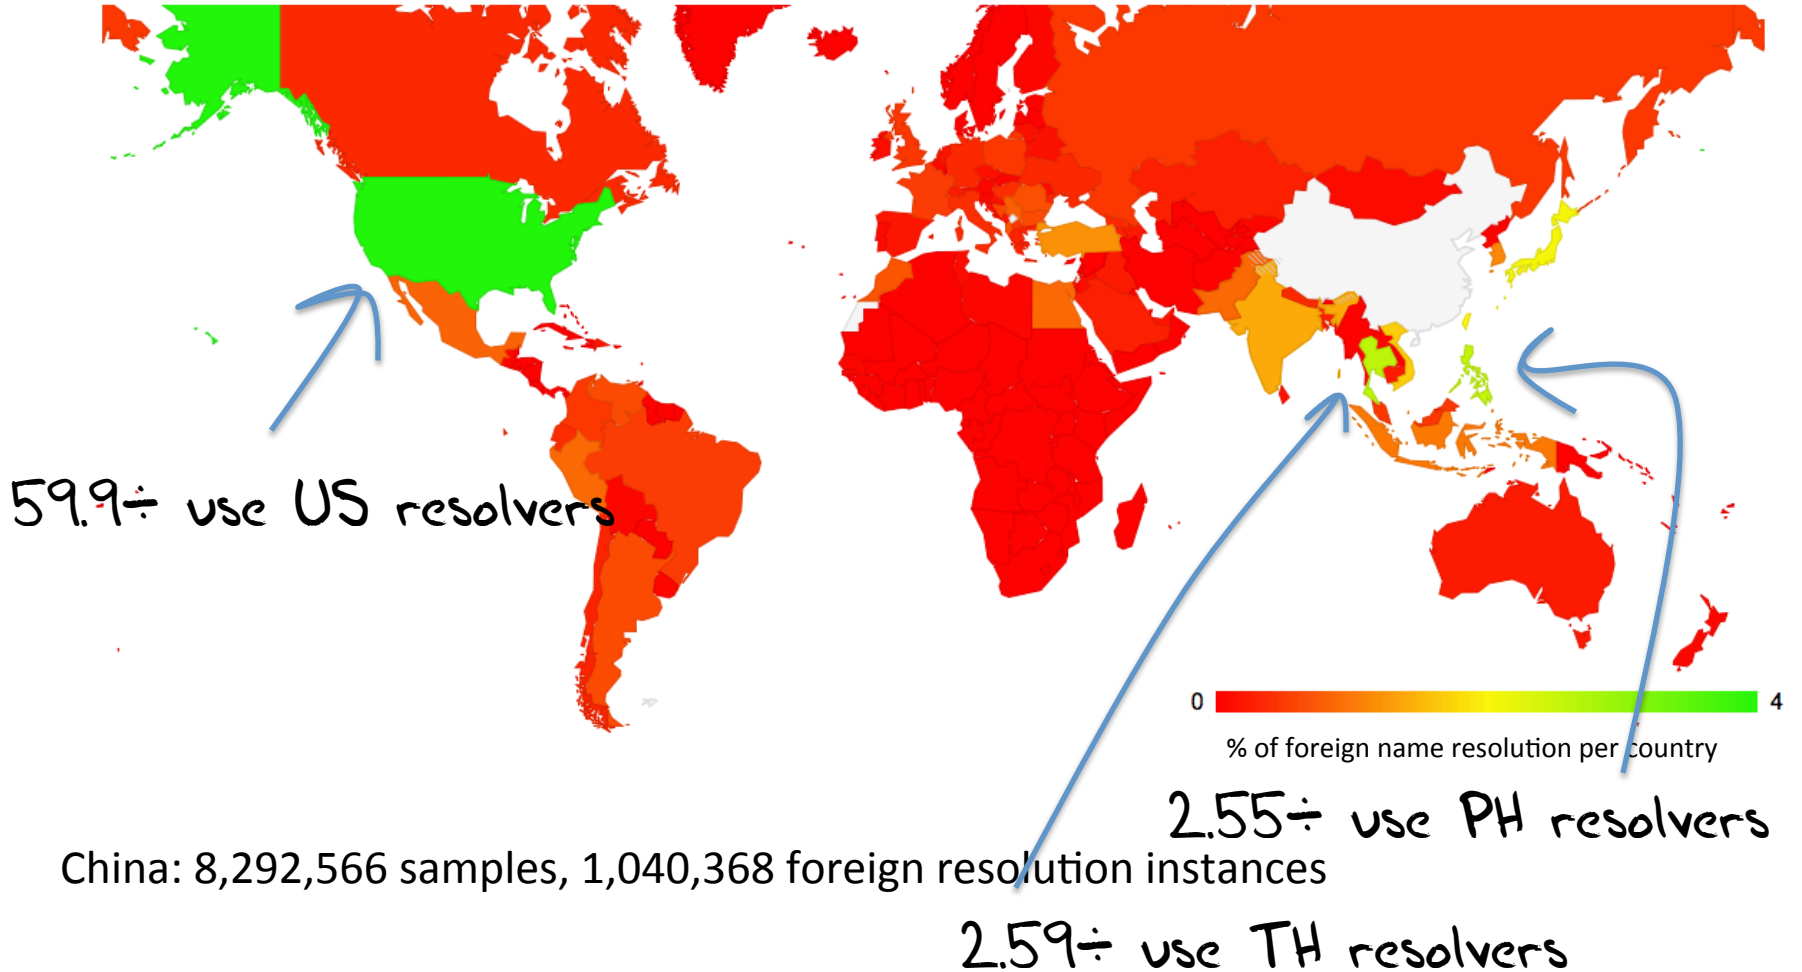 59.9÷ use US resolvers
0 4
% of foreign name resolution per country
2.55÷ use PH resolvers
China: 8,292,566 samples, 1,040,368 foreign resolution instances
2.59÷ use TH resolvers